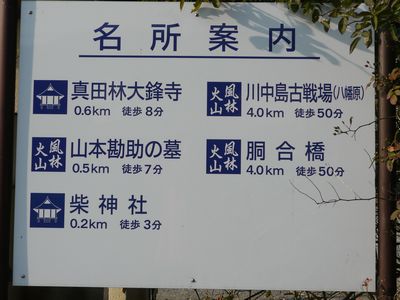 名所案内
真田林大鋒寺
0.6km 徒歩8分
風林火山
川中島古戦場(八幡原)
4.0km 徒歩50分
風林火山
山本勘助の墓
0.5km 徒歩7分
風林火山
胴合橋
4.0km 徒歩50分
柴神社
0.2km 徒歩3分